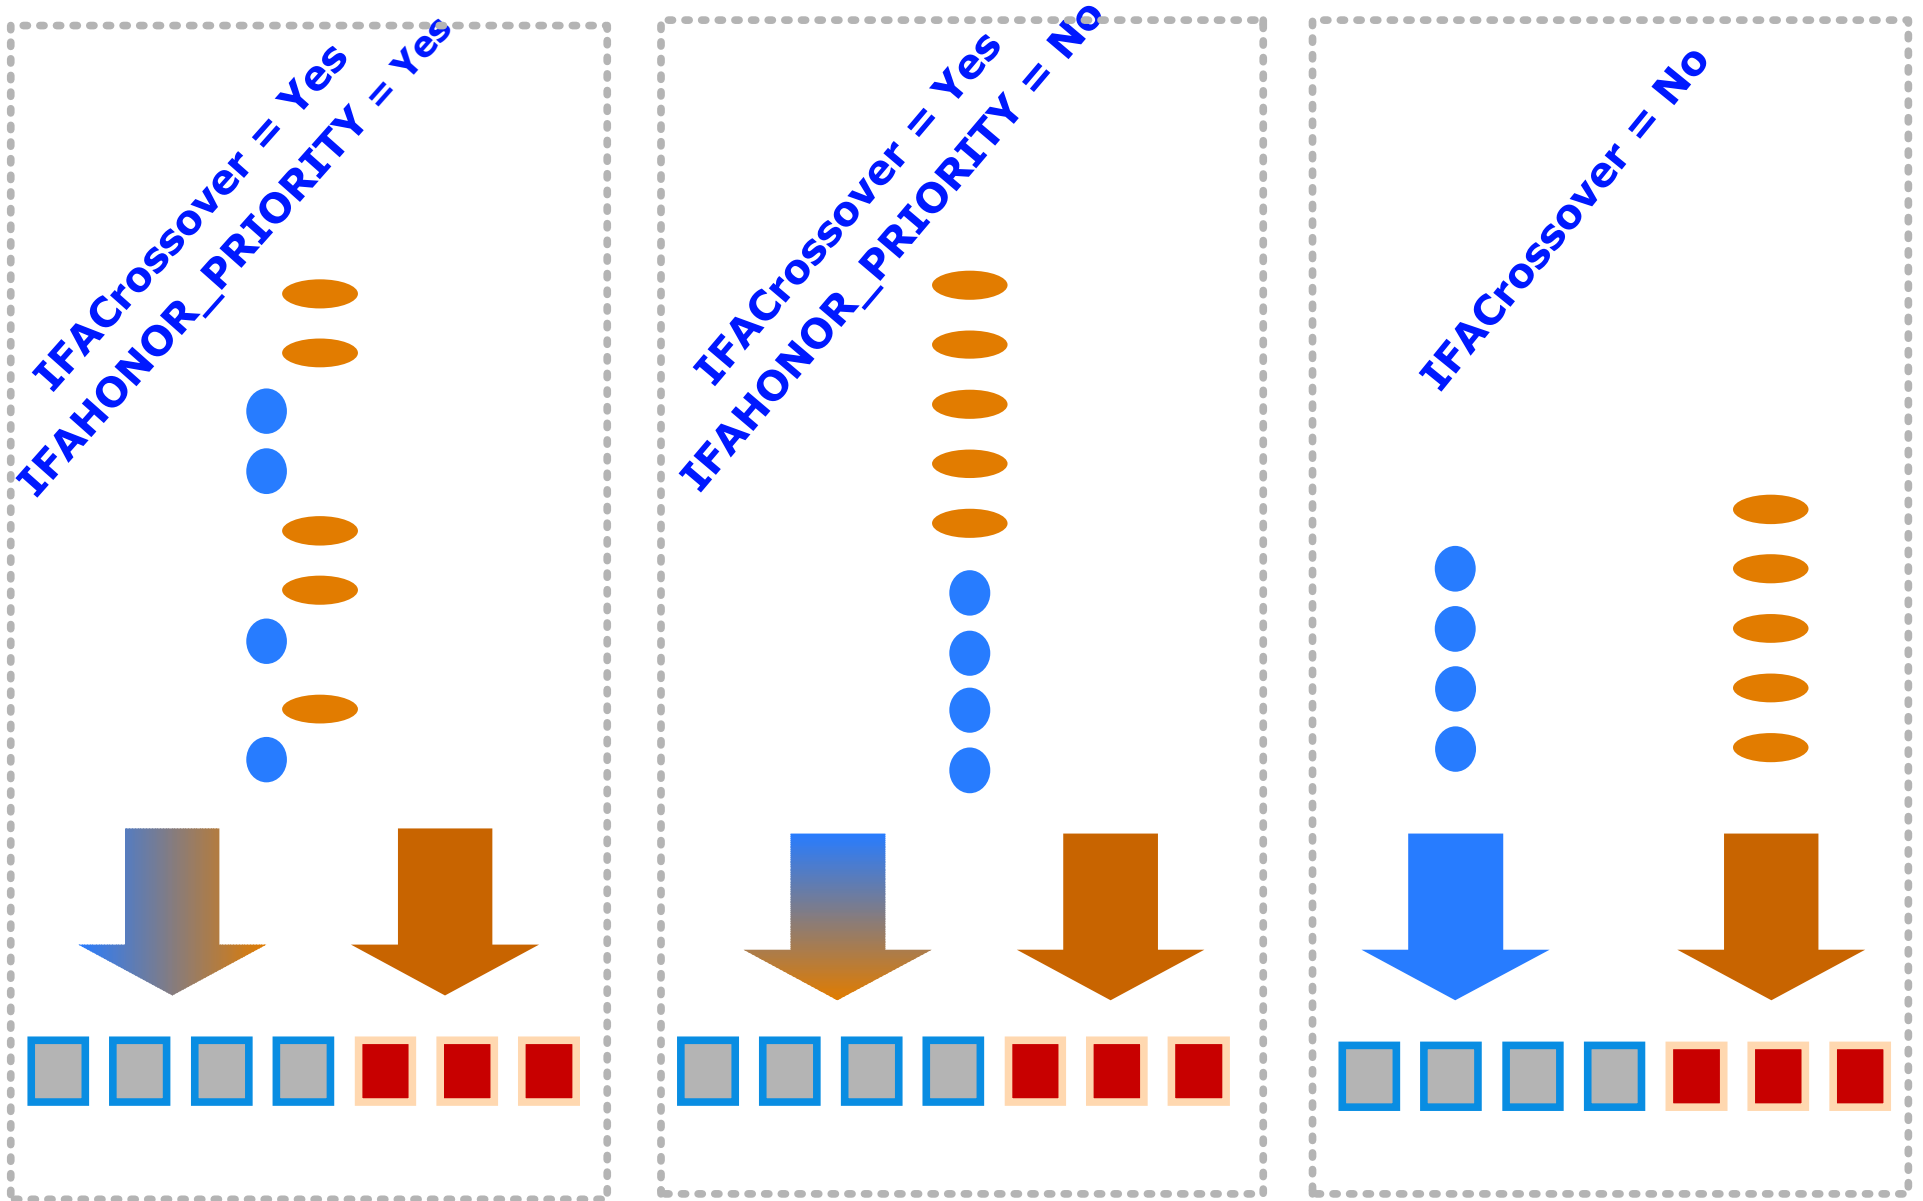 IFACrossover = Yes
IFAHONOR_PRIORITY = Yes
IFACrossover = Yes
IFAHONOR_PRIORITY = No
IFACrossover = No